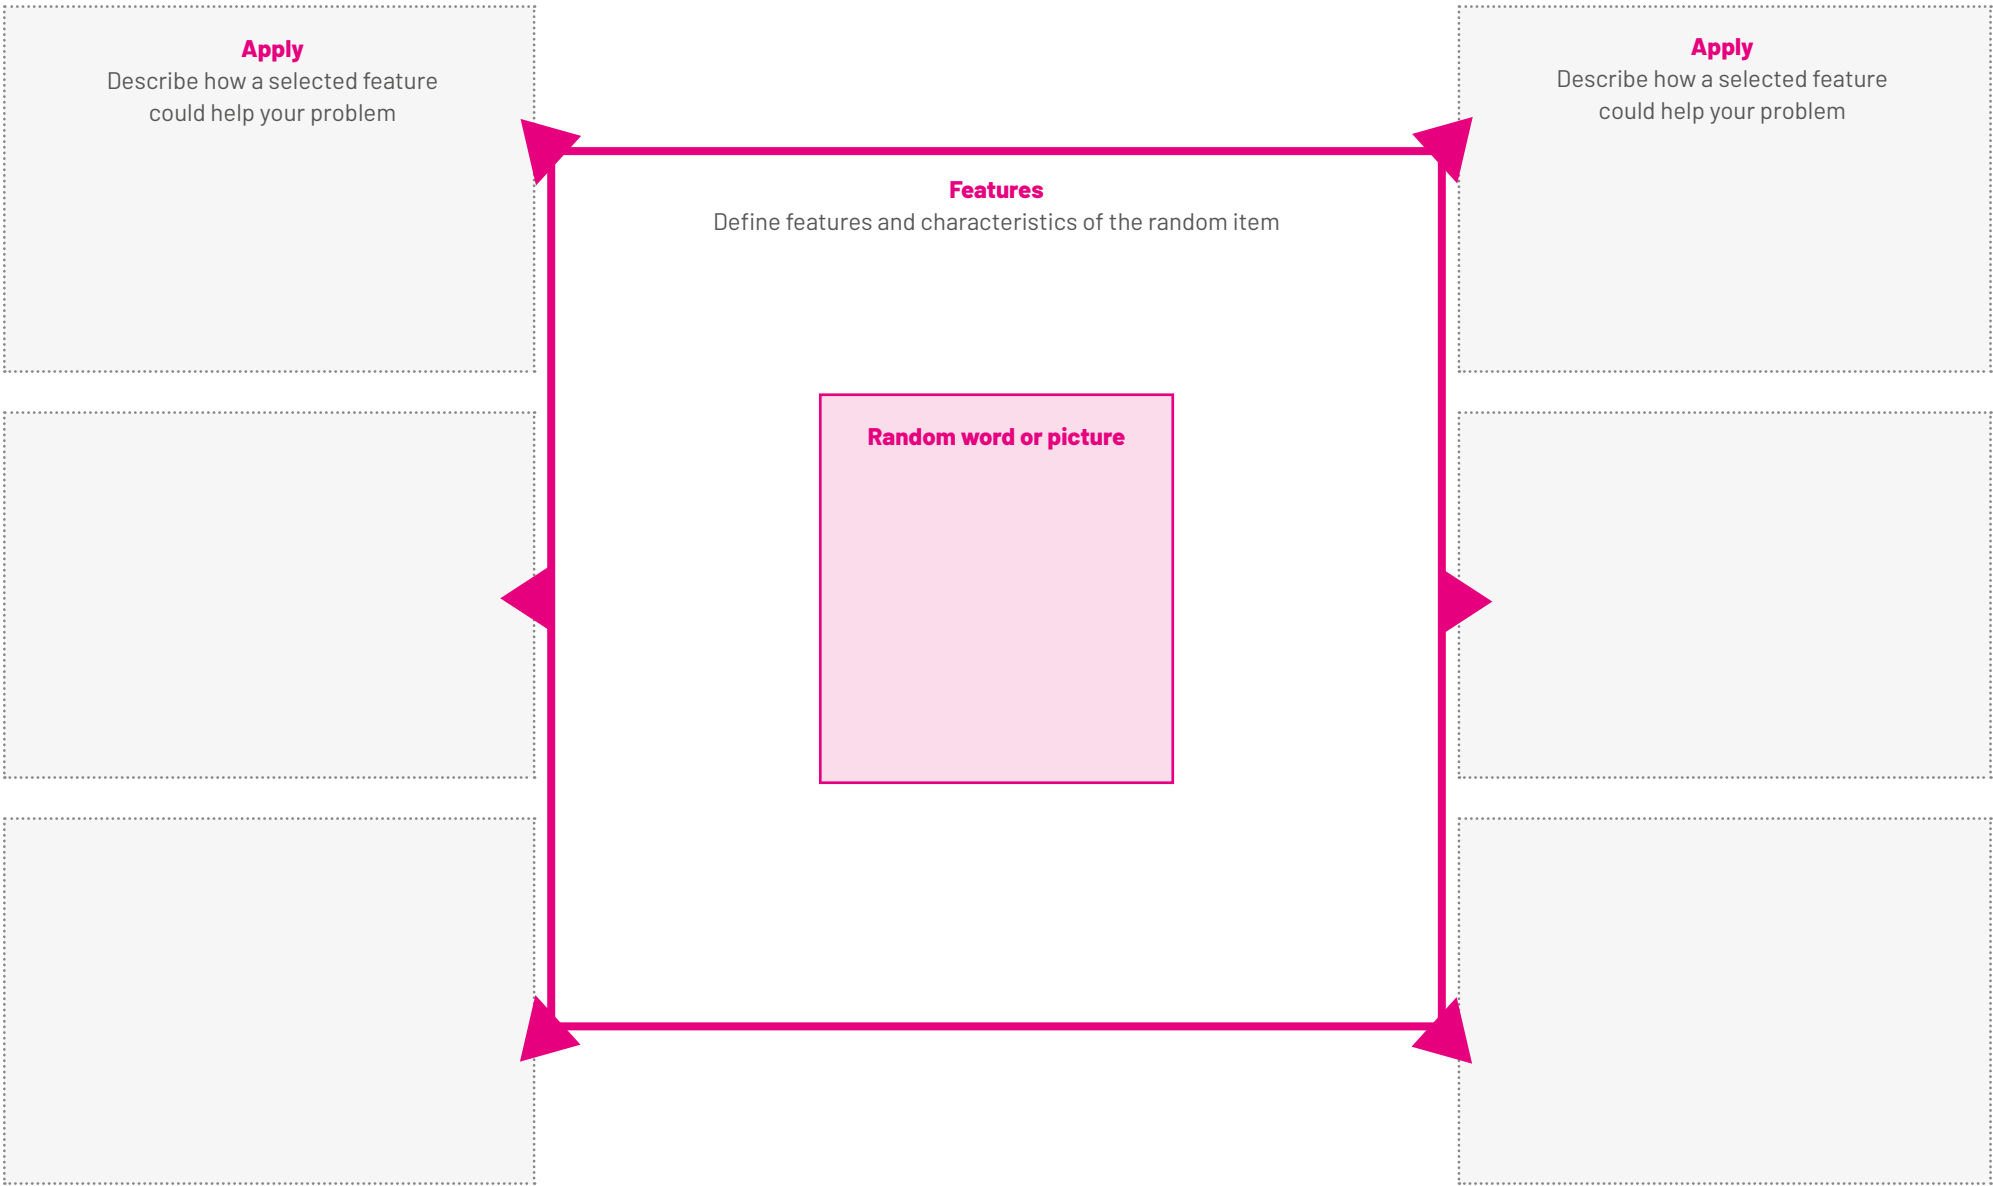 Apply
Describe how a selected feature
could help your problem
Apply
Describe how a selected feature
could help your problem
Features
Define features and characteristics of the random item
Random word or picture